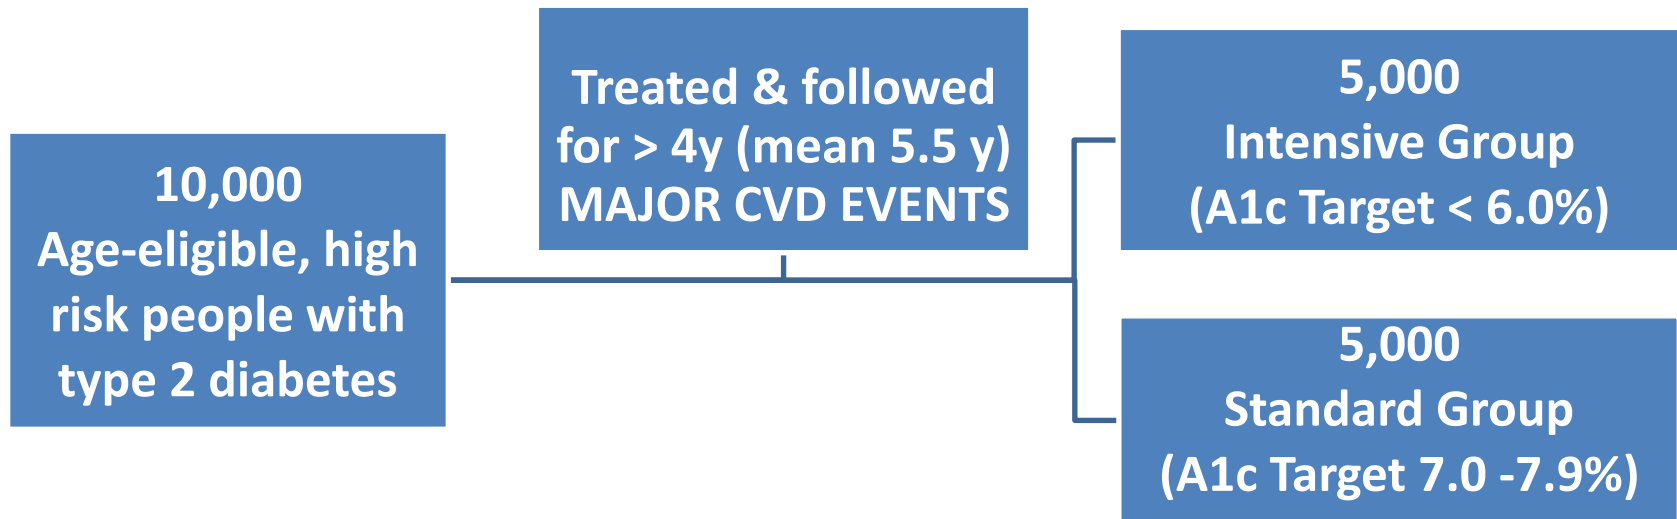 10,000
Age-eligible, high
risk people with
type 2 diabetes
Treated & followed
for > 4y (mean 5.5 y)
MAJOR CVD EVENTS
5,000
Intensive Group
(A1c Target < 6.0%)
5,000
Standard Group
(A1c Target 7.0 -7.9%)